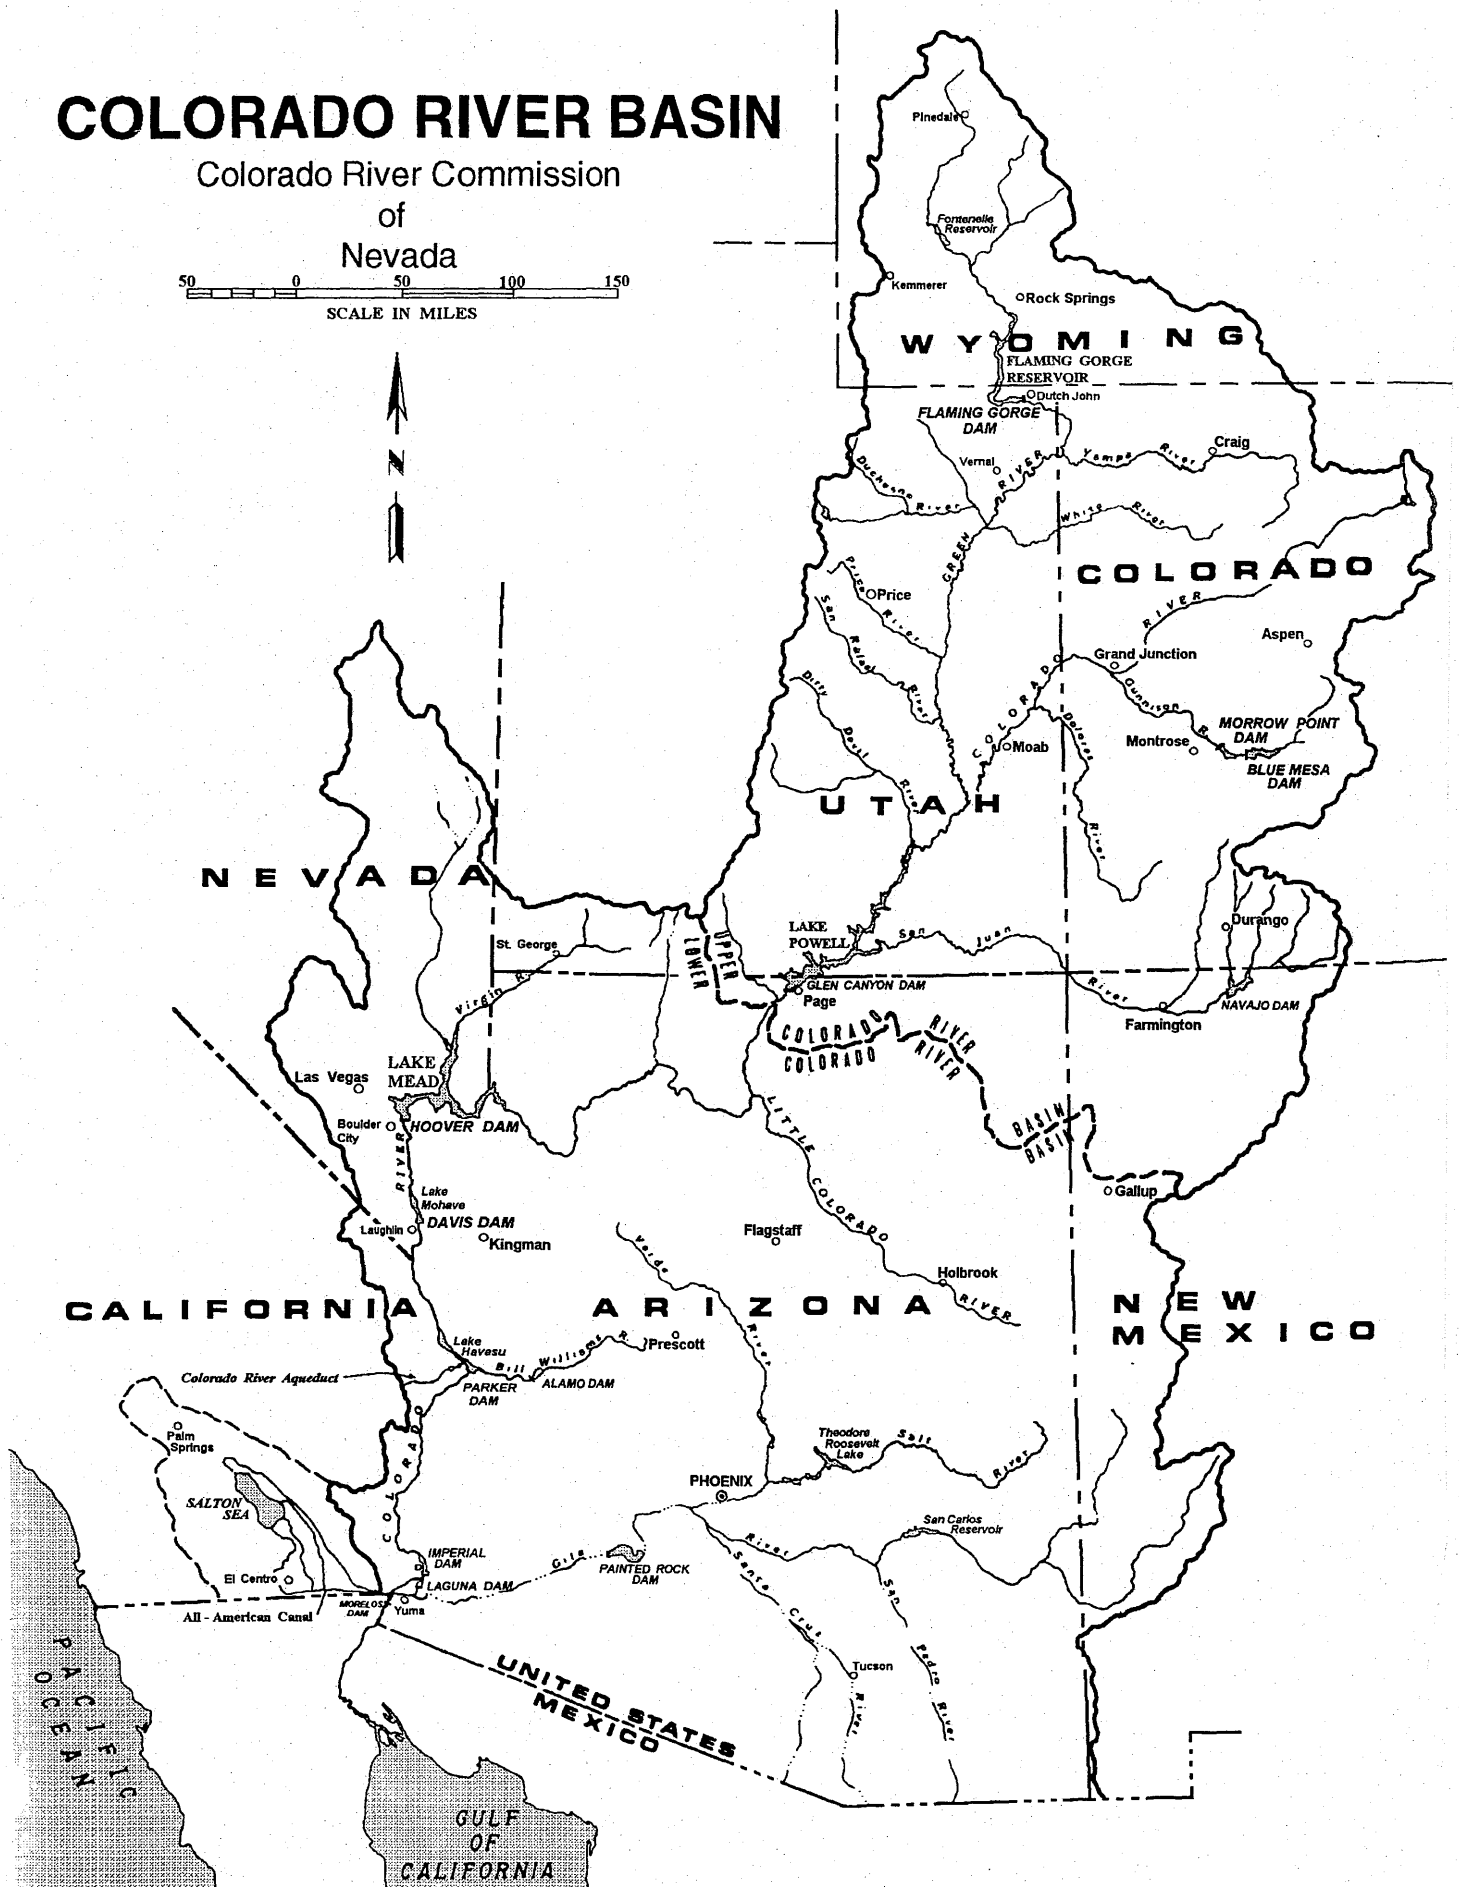 COLORADO RIVER BASIN
Colorado River Commission
of
Nevada
50 0 50 100 150
SCALE IN MILES
N
Pinedale
Fontenelle
Reservoir
Kemmerer
Rock Springs
WYOMING
FLAMING GORGE
RESERVOIR
Dutch John
FLAMING GORGE
DAM
Vernal
GREEN RIVER
Yampa River
Craig
Duchesne River
White River
COLORADO
Price River
Price
San Rafael River
COLORADO RIVER
Aspen
Grand Junction
Gunnison R.
Dirty Devil River
Dolores River
Moab
Montrose
MORROW POINT
DAM
BLUE MESA
DAM
UTAH
NEVADA
St. George
Virgin R.
UPPER
LOWER
LAKE
POWELL
San Juan River
Durango
GLEN CANYON DAM
Page
NAVAJO DAM
Farmington
COLORADO RIVER BASIN
COLORADO RIVER BASIN
Las Vegas
LAKE
MEAD
Boulder
City
HOOVER DAM
RIVER
Lake
Mohave
DAVIS DAM
Laughlin
Kingman
LITTLE COLORADO RIVER
Gallup
Flagstaff
Verde River
Holbrook
CALIFORNIA
ARIZONA
NEW
MEXICO
Lake
Havasu
Bill Williams R.
Prescott
Colorado River Aqueduct
PARKER
DAM
ALAMO DAM
COLORADO
Palm
Springs
Theodore
Roosevelt
Lake
Salt River
PHOENIX
SALTON
SEA
San Carlos
Reservoir
IMPERIAL
DAM
Gila River
PAINTED ROCK
DAM
El Centro
LAGUNA DAM
MORELOS
DAM
Yuma
All - American Canal
Santa Cruz River
San Pedro River
Tucson
UNITED STATES
MEXICO
PACIFIC
OCEAN
GULF
OF
CALIFORNIA